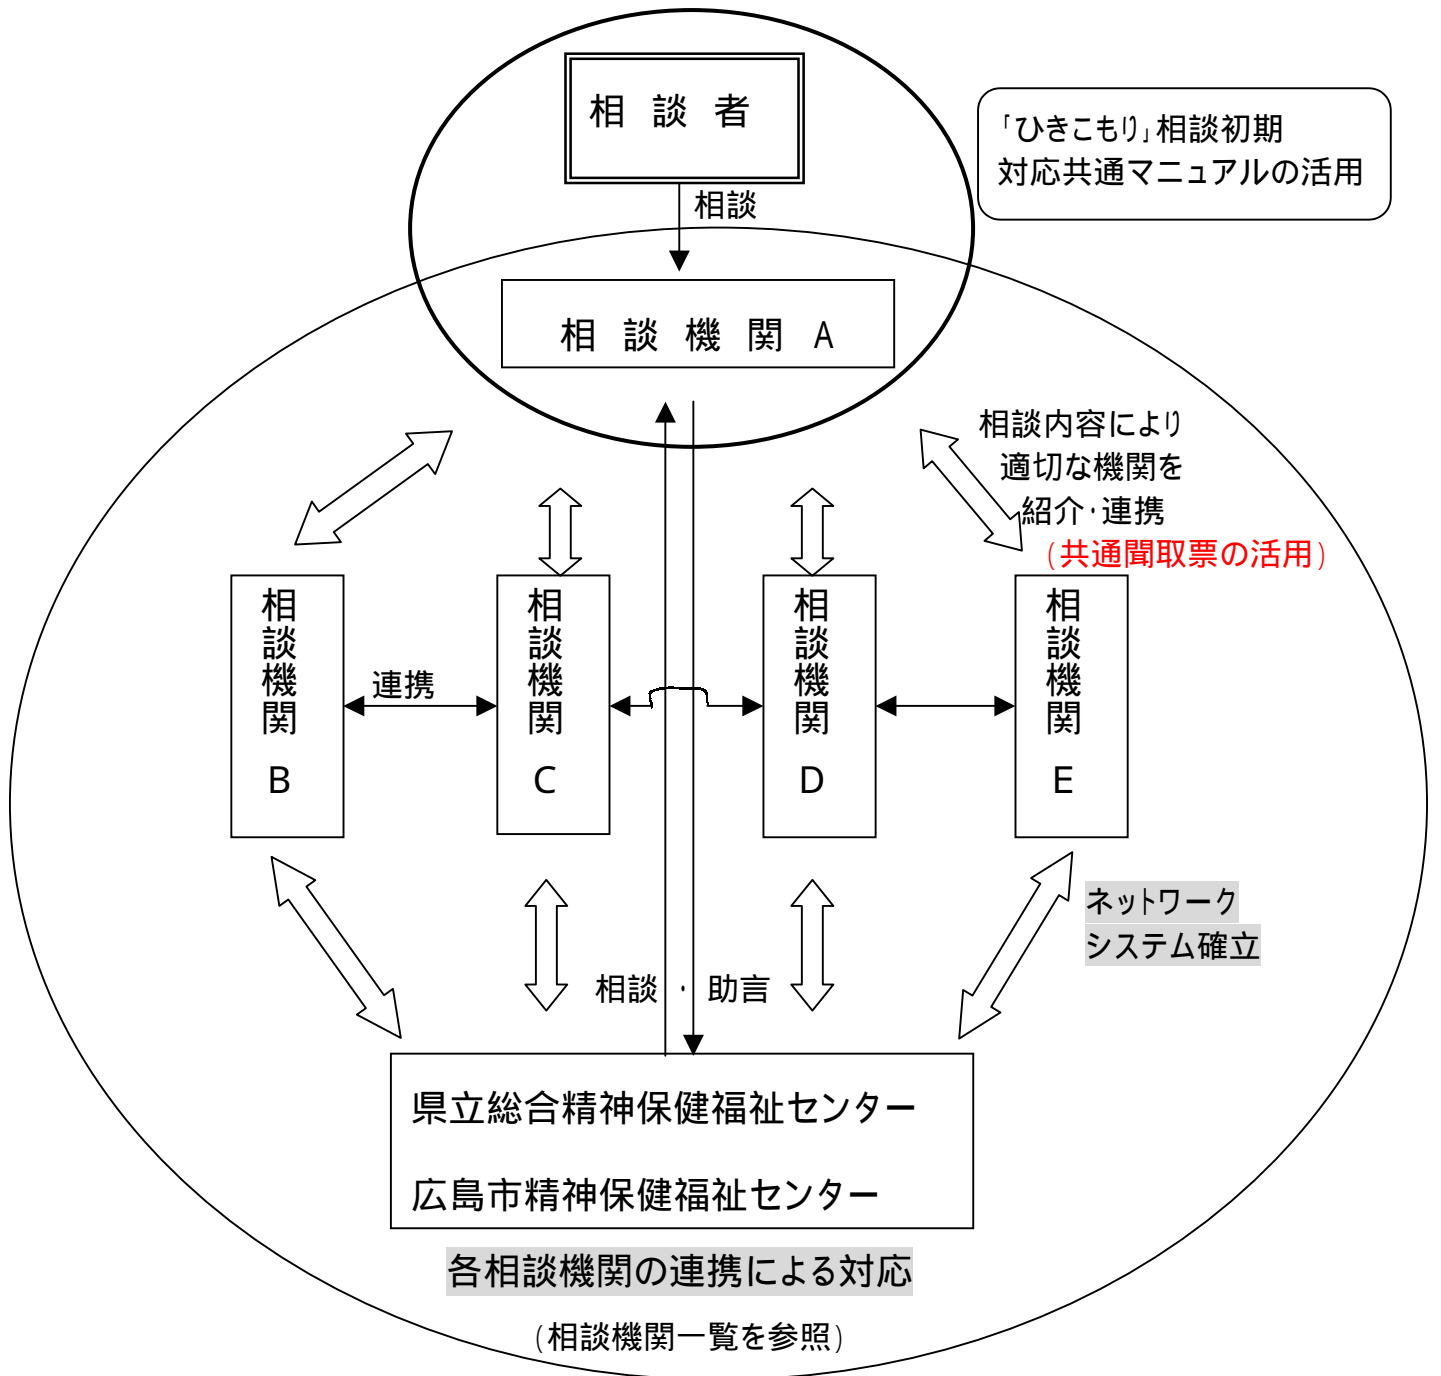 相談者
「ひきこもり」相談初期
対応共通マニュアルの活用
相談
相談機関A
相談内容により
適切な機関を
紹介・連携
(共通聞取票の活用)
相談機関B
連携
相談機関C
相談機関D
相談機関E
ネットワーク
システム確立
相談・助言
県立総合精神保健福祉センター
広島市精神保健福祉センター
各相談機関の連携による対応
(相談機関一覧を参照)